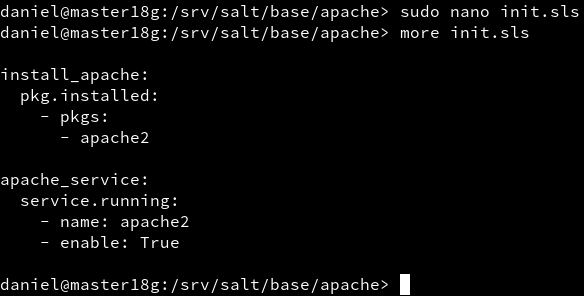 daniel@master18g:/srv/salt/base/apache> sudo nano init.sls
daniel@master18g:/srv/salt/base/apache> more init.sls
install_apache:
  pkg.installed:
    - pkgs:
      - apache2
apache_service:
  service.running:
    - name: apache2
    - enable: True
daniel@master18g:/srv/salt/base/apache>